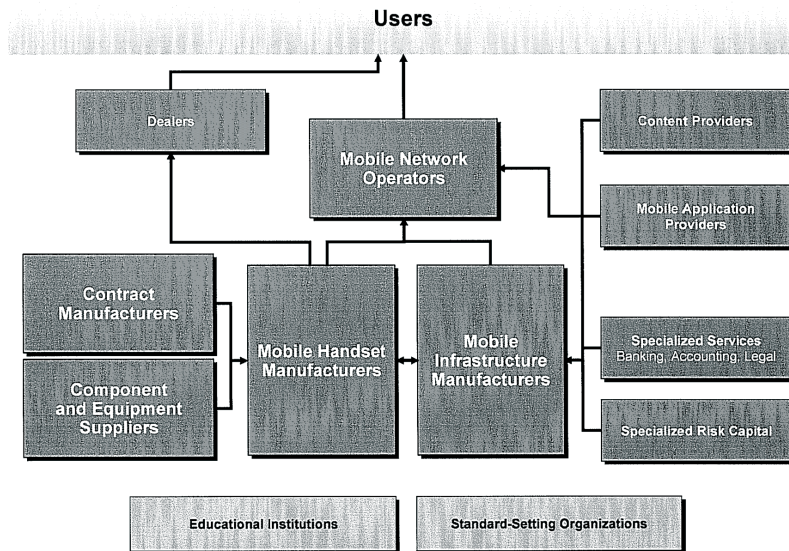 Users
Dealers
Mobile Network
Operators
Content Providers
Mobile Application
Providers
Contract
Manufacturers
Component
and Equipment
Suppliers
Mobile Handset
Manufacturers
Mobile
Infrastructure
Manufacturers
Specialized Services
Banking, Accounting, Legal
Specialized Risk Capital
Educational Institutions
Standard-Setting Organizations